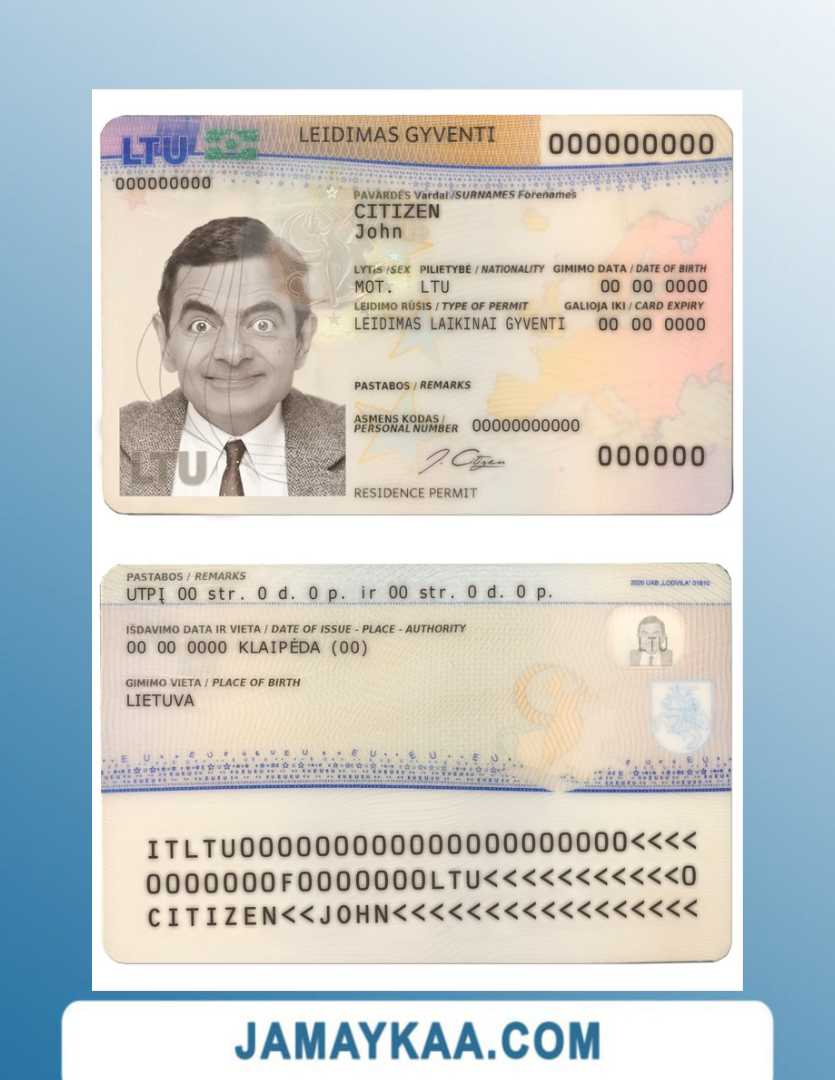 LTU LEIDIMAS GYVENTI 000000000
000000000
PAVARDĖS Vardai /SURNAMES Forenames
CITIZEN
John
LYTIS /SEX PILIETYBĖ / NATIONALITY GIMIMO DATA / DATE OF BIRTH
MOT. LTU 00 00 0000
LEIDIMO RŪŠIS / TYPE OF PERMIT GALIOJA IKI / CARD EXPIRY
LEIDIMAS LAIKINAI GYVENTI 00 00 0000
PASTABOS / REMARKS
ASMENS KODAS /
PERSONAL NUMBER 00000000000
J. Citizen
000000
LTU
RESIDENCE PERMIT
PASTABOS / REMARKS
2020 UAB „LODVILA" 01810
UTPĮ 00 str. 0 d. 0 p. ir 00 str. 0 d. 0 p.
IŠDAVIMO DATA IR VIETA / DATE OF ISSUE - PLACE - AUTHORITY
00 00 0000 KLAIPĖDA (00)
GIMIMO VIETA / PLACE OF BIRTH
LIETUVA
ITLTU000000000000000000000<<<<
0000000F0000000LTU<<<<<<<<<<<0
CITIZEN<<JOHN<<<<<<<<<<<<<<<<<
JAMAYKAA.COM